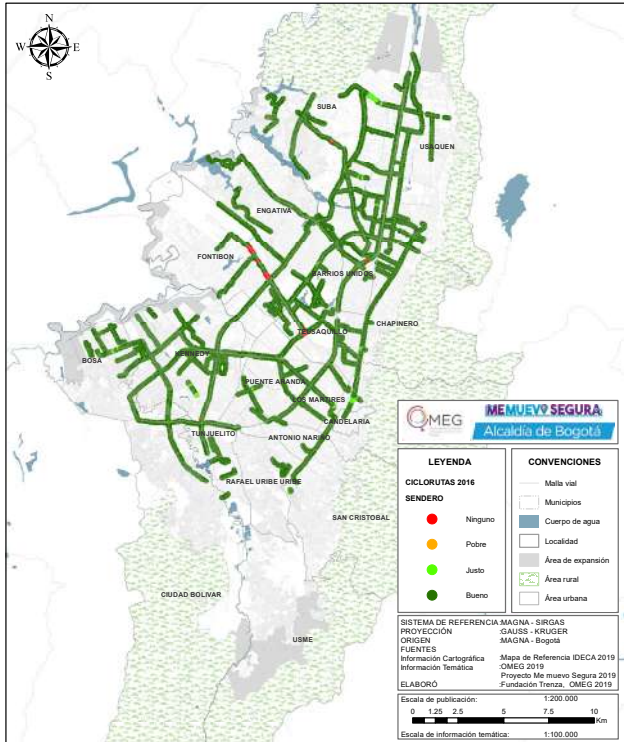 N
W E
S
SUBA
USAQUEN
ENGATIVA
FONTIBON
BARRIOS UNIDOS
CHAPINERO
TEUSAQUILLO
KENNEDY
BOSA
PUENTE ARANDA
LOS MARTIRES
CANDELARIA
TUNJUELITO
ANTONIO NARIÑO
RAFAEL URIBE URIBE
SAN CRISTOBAL
CIUDAD BOLIVAR
USME
OMEG
MEMUEVO SEGURA
Alcaldía de Bogotá
LEYENDA
CICLORUTAS 2016
SENDERO
Ninguno
Pobre
Justo
Bueno
CONVENCIONES
Malla vial
Municipios
Cuerpo de agua
Localidad
Área de expansión
Área rural
Área urbana
SISTEMA DE REFERENCIA :MAGNA - SIRGAS
PROYECCIÓN :GAUSS - KRUGER
ORIGEN :MAGNA - Bogotá
FUENTES
Información Cartográfica :Mapa de Referencia IDECA 2019
Información Temática :OMEG 2019
Proyecto Me muevo Segura 2019
ELABORÓ :Fundación Trenza, OMEG 2019
Escala de publicación: 1:200.000
0 1.25 2.5 5 7.5 10
Km
Escala de información temática: 1:100.000